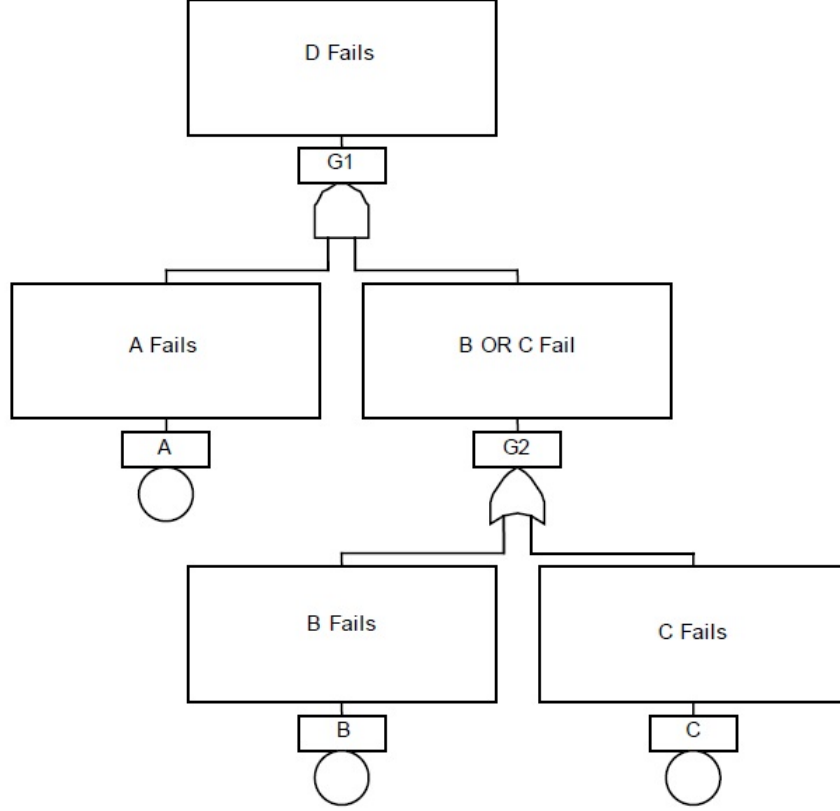 D Fails
G1
A Fails
B OR C Fail
A
G2
B Fails
C Fails
B
C